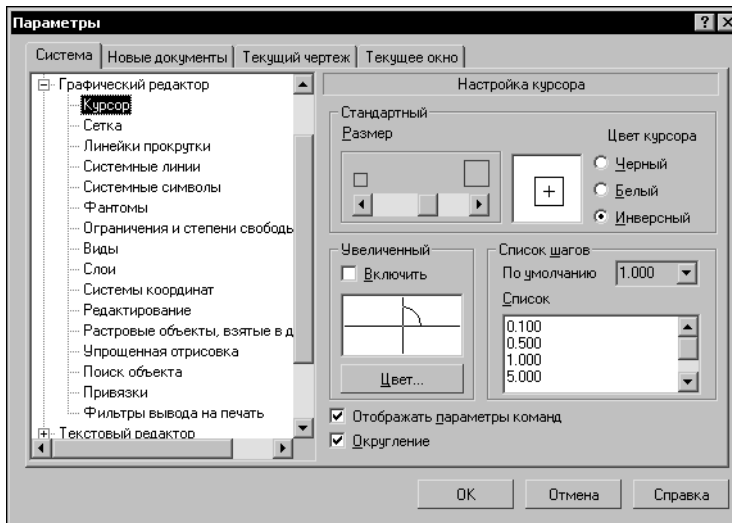 Параметры
Система
Новые документы
Текущий чертеж
Текущее окно
Графический редактор
Курсор
Сетка
Линейки прокрутки
Системные линии
Системные символы
Фантомы
Ограничения и степени свободы
Виды
Слои
Системы координат
Редактирование
Растровые объекты, взятые в д
Упрощенная отрисовка
Поиск объекта
Привязки
Фильтры вывода на печать
Текстовый редактор
Настройка курсора
Стандартный
Размер
Цвет курсора
Черный
Белый
Инверсный
Увеличенный
Включить
Цвет...
Список шагов
По умолчанию 1.000
Список
0.100
0.500
1.000
5.000
Отображать параметры команд
Округление
OK
Отмена
Справка